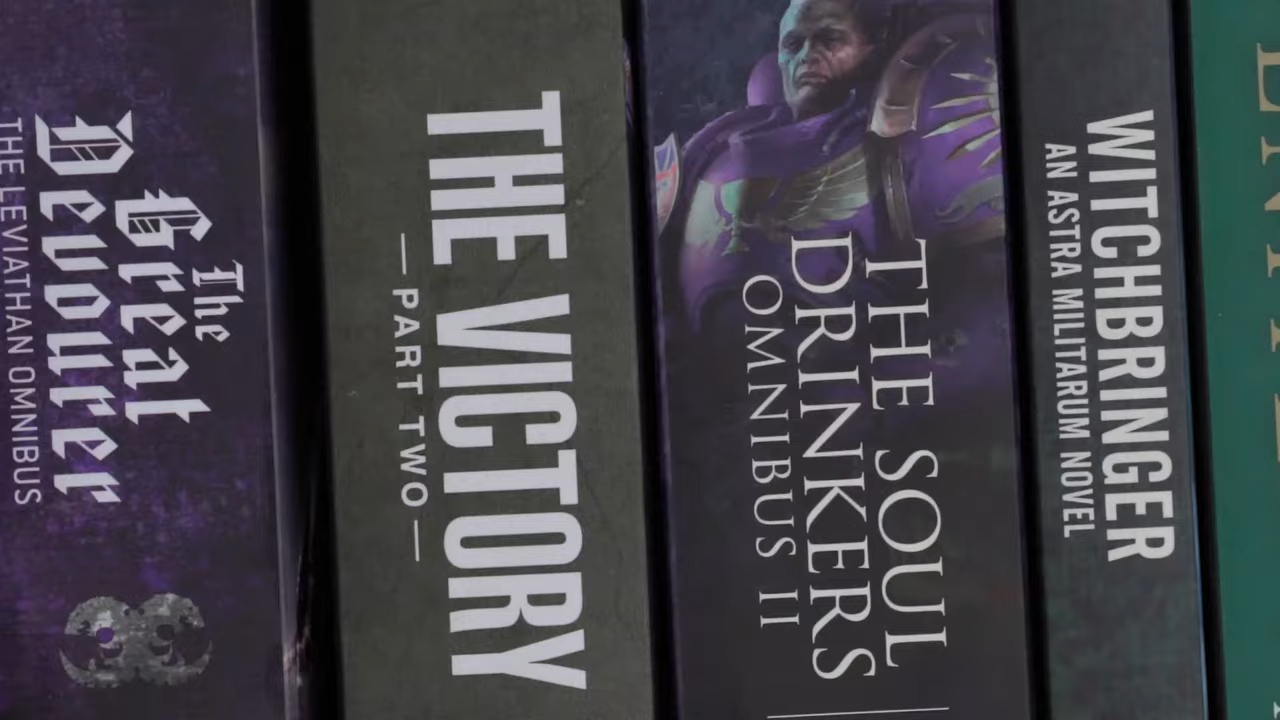 The
Great
Devourer
THE LEVIATHAN OMNIBUS
THE VICTORY
PART TWO
THE SOUL
DRINKERS
OMNIBUS II
WITCHBRINGER
AN ASTRA MILITARUM NOVEL